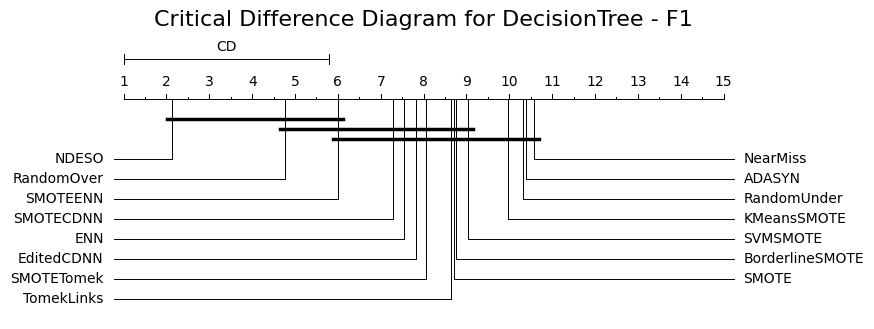 Critical Difference Diagram for DecisionTree - F1
CD
1 2 3 4 5 6 7 8 9 10 11 12 13 14 15
NDESO NearMiss
RandomOver ADASYN
SMOTEENN RandomUnder
SMOTECDNN KMeansSMOTE
ENN SVMSMOTE
EditedCDNN BorderlineSMOTE
SMOTETomek SMOTE
TomekLinks